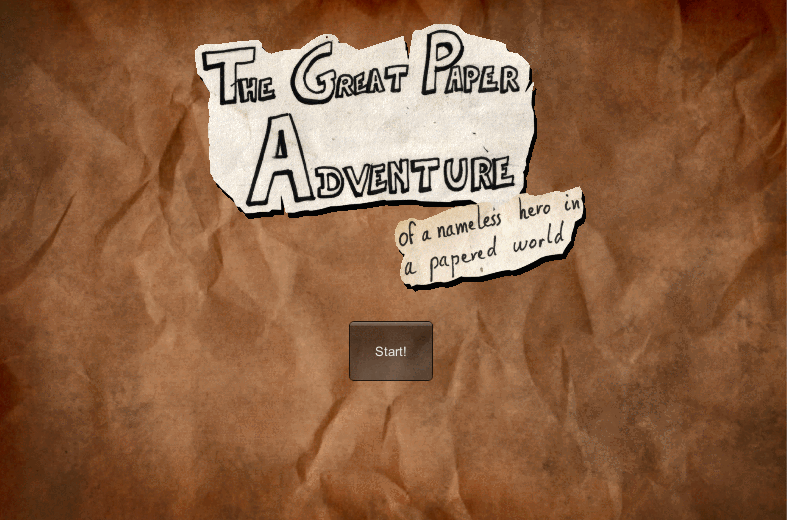 THE GREAT PAPER
ADVENTURE
of a nameless hero in
a papered world
Start!